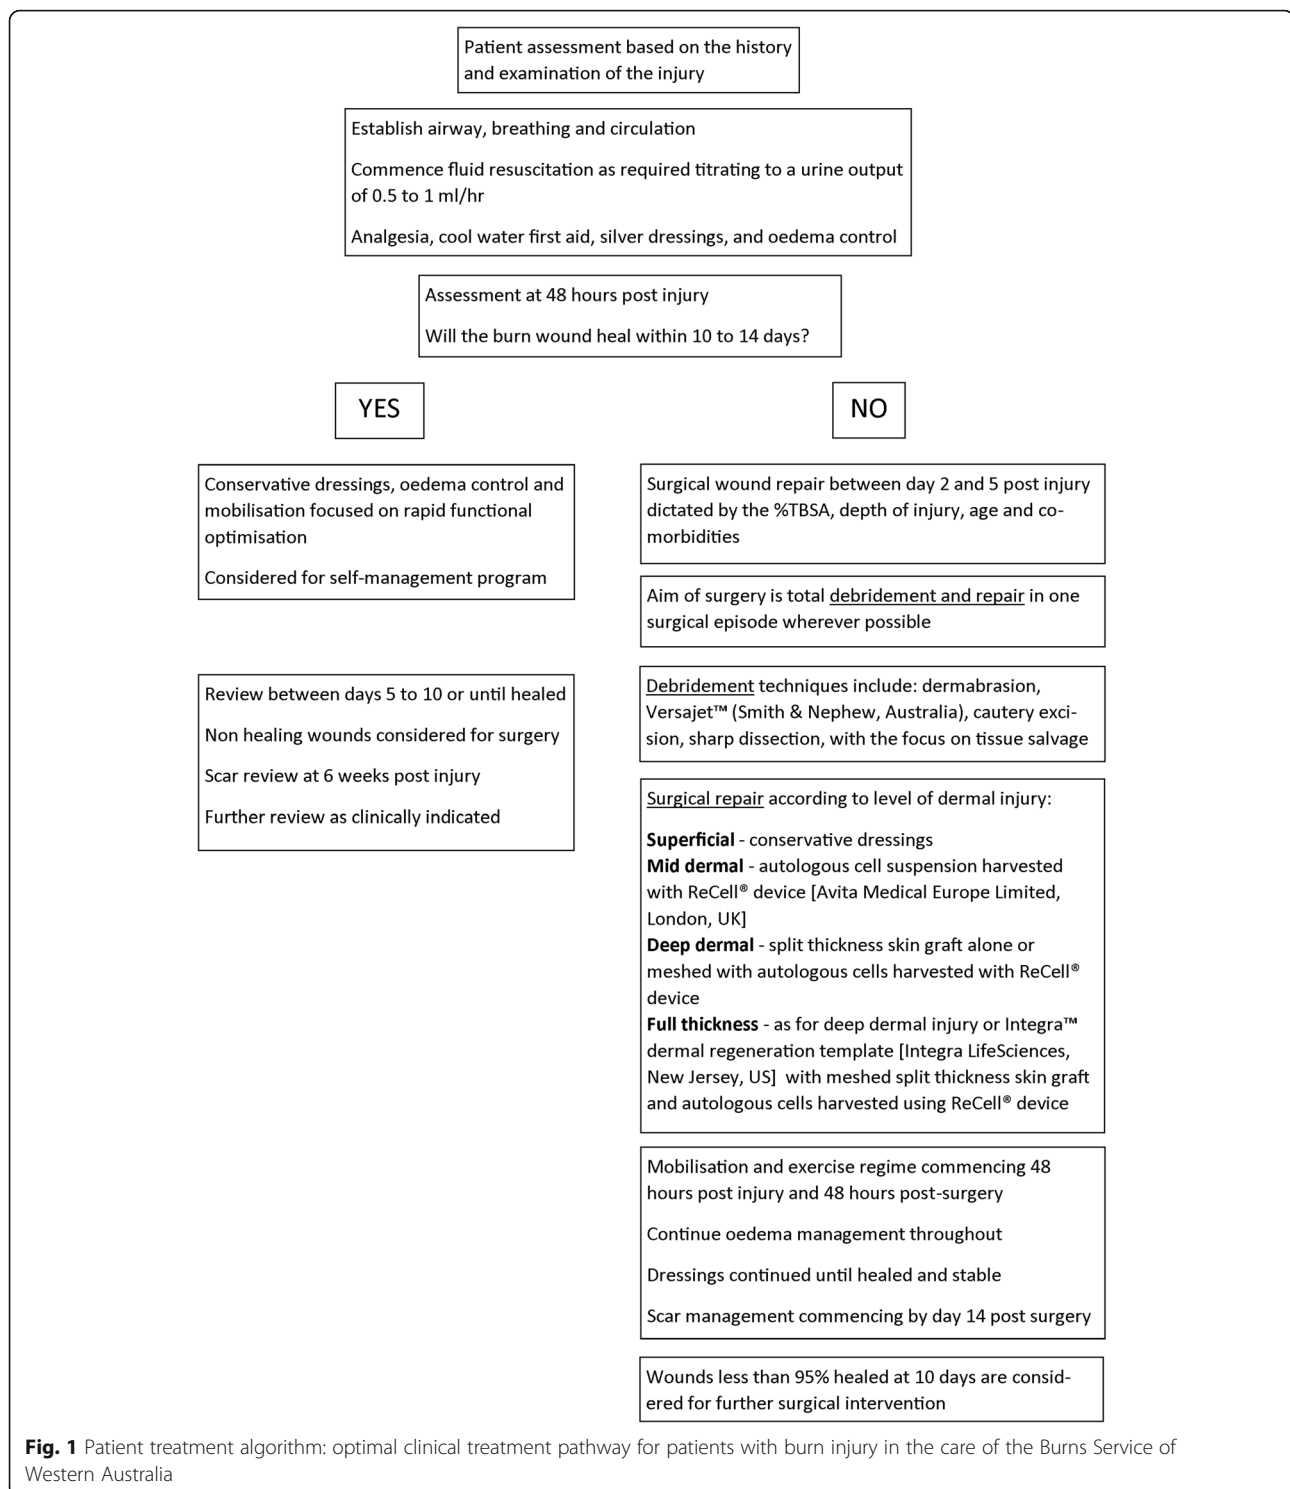 Patient assessment based on the history
and examination of the injury
Establish airway, breathing and circulation
Commence fluid resuscitation as required titrating to a urine output
of 0.5 to 1 ml/hr
Analgesia, cool water first aid, silver dressings, and oedema control
Assessment at 48 hours post injury
Will the burn wound heal within 10 to 14 days?
YES
Conservative dressings, oedema control and
mobilisation focused on rapid functional
optimisation
Considered for self-management program
Review between days 5 to 10 or until healed
Non healing wounds considered for surgery
Scar review at 6 weeks post injury
Further review as clinically indicated
NO
Surgical wound repair between day 2 and 5 post injury
dictated by the %TBSA, depth of injury, age and co-
morbidities
Aim of surgery is total debridement and repair in one
surgical episode wherever possible
Debridement techniques include: dermabrasion,
Versajet™ (Smith & Nephew, Australia), cautery exci-
sion, sharp dissection, with the focus on tissue salvage
Surgical repair according to level of dermal injury:
Superficial - conservative dressings
Mid dermal - autologous cell suspension harvested
with ReCell® device [Avita Medical Europe Limited,
London, UK]
Deep dermal - split thickness skin graft alone or
meshed with autologous cells harvested with ReCell®
device
Full thickness - as for deep dermal injury or Integra™
dermal regeneration template [Integra LifeSciences,
New Jersey, US] with meshed split thickness skin graft
and autologous cells harvested using ReCell® device
Mobilisation and exercise regime commencing 48
hours post injury and 48 hours post-surgery
Continue oedema management throughout
Dressings continued until healed and stable
Scar management commencing by day 14 post surgery
Wounds less than 95% healed at 10 days are consid-
ered for further surgical intervention
Fig. 1 Patient treatment algorithm: optimal clinical treatment pathway for patients with burn injury in the care of the Burns Service of
Western Australia